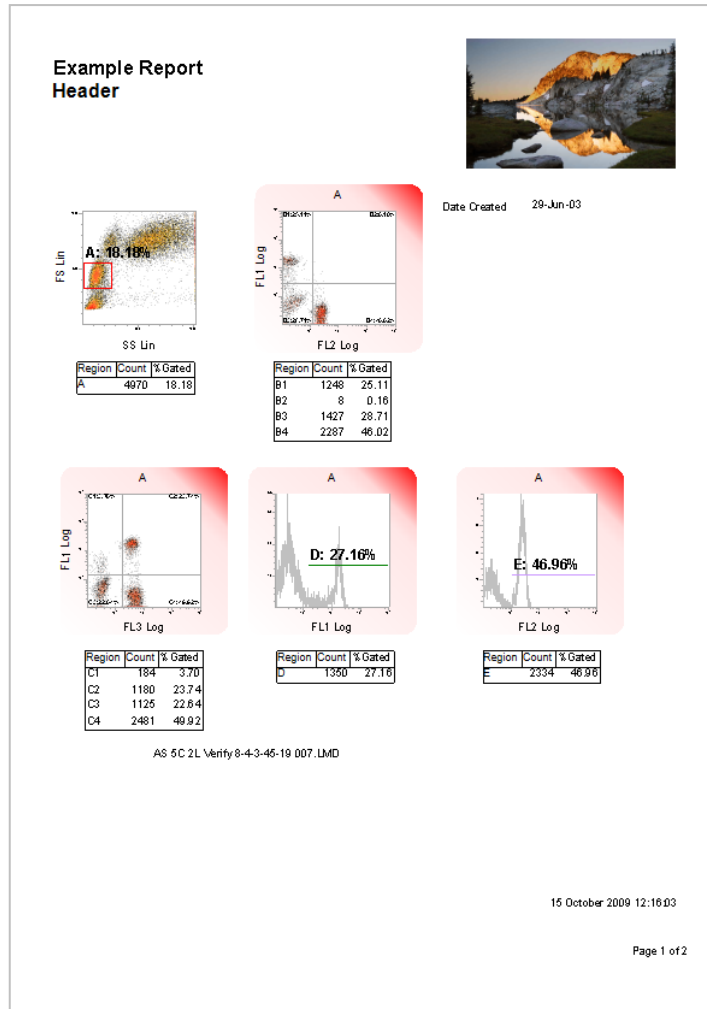 Example Report
Header
Date Created 29-Jun-03
A
A: 18.18%
FS Lin
SS Lin
FL1 Log
FL2 Log
Region Count % Gated
A 4970 18.18
Region Count % Gated
B1 1248 25.11
B2 8 0.16
B3 1427 28.71
B4 2287 46.02
A
FL1 Log
FL3 Log
A
D: 27.16%
FL1 Log
A
E: 46.96%
FL2 Log
Region Count % Gated
C1 184 3.70
C2 1180 23.74
C3 1125 22.64
C4 2481 49.92
Region Count % Gated
D 1350 27.16
Region Count % Gated
E 2334 46.96
AS 5C 2L Verify 8-4-3-45-19 007.LMD
15 October 2009 12:16:03
Page 1 of 2